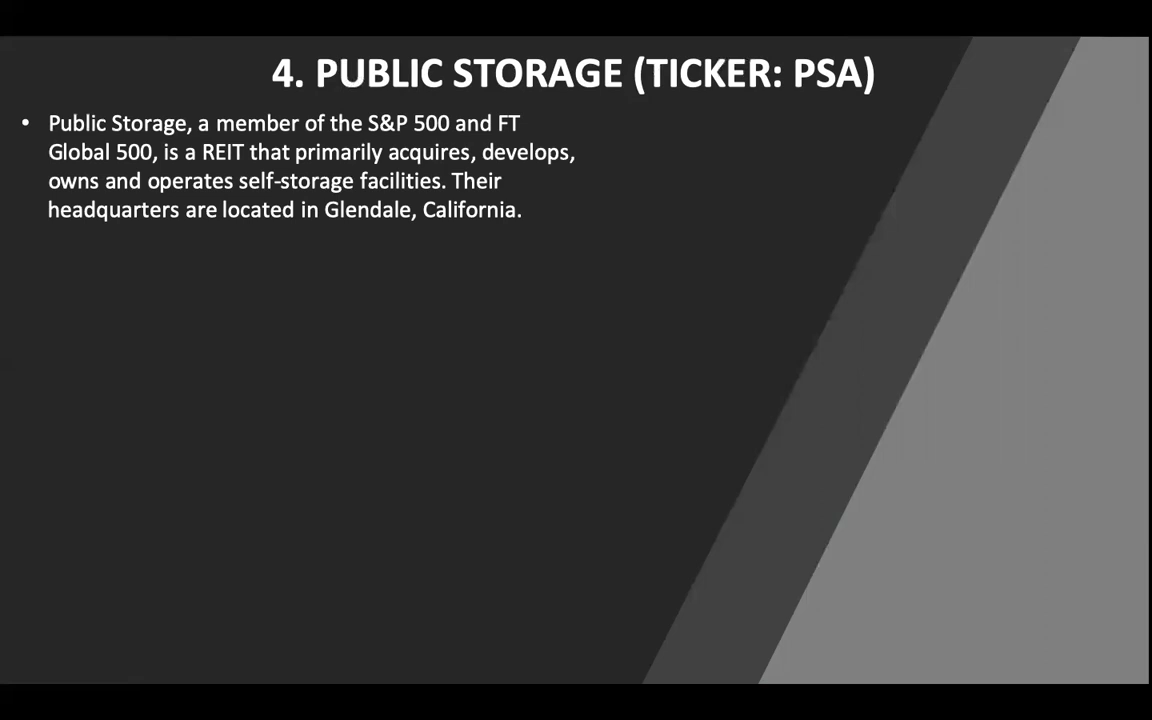 4. PUBLIC STORAGE (TICKER: PSA)
• Public Storage, a member of the S&P 500 and FT
Global 500, is a REIT that primarily acquires, develops,
owns and operates self-storage facilities. Their
headquarters are located in Glendale, California.